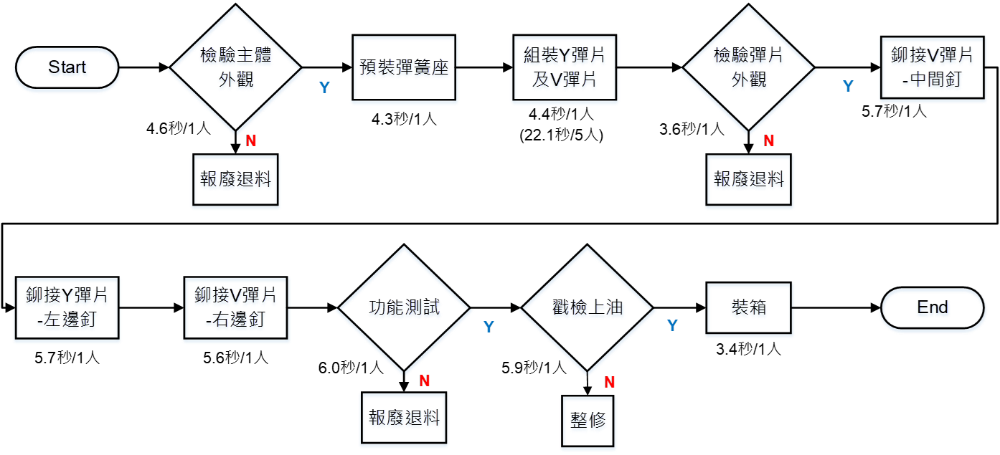 Start
檢驗主體
外觀
4.6秒/1人
Y
N
報廢退料
預裝彈簧座
4.3秒/1人
組裝Y彈片
及V彈片
4.4秒/1人
(22.1秒/5人)
檢驗彈片
外觀
3.6秒/1人
Y
N
報廢退料
鉚接V彈片
-中間釘
5.7秒/1人
鉚接Y彈片
-左邊釘
5.7秒/1人
鉚接V彈片
-右邊釘
5.6秒/1人
功能測試
6.0秒/1人
Y
N
報廢退料
戳檢上油
5.9秒/1人
Y
N
整修
裝箱
3.4秒/1人
End